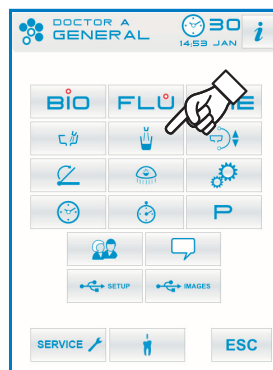 DOCTOR A 30
GENERAL 14:53 JAN i
BIO FLU E
P
SETUP IMAGES
SERVICE ESC